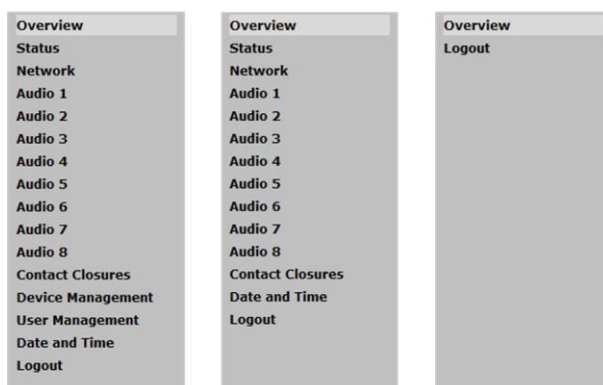 Overview
Status
Network
Audio 1
Audio 2
Audio 3
Audio 4
Audio 5
Audio 6
Audio 7
Audio 8
Contact Closures
Device Management
User Management
Date and Time
Logout
Overview
Status
Network
Audio 1
Audio 2
Audio 3
Audio 4
Audio 5
Audio 6
Audio 7
Audio 8
Contact Closures
Date and Time
Logout
Overview
Logout